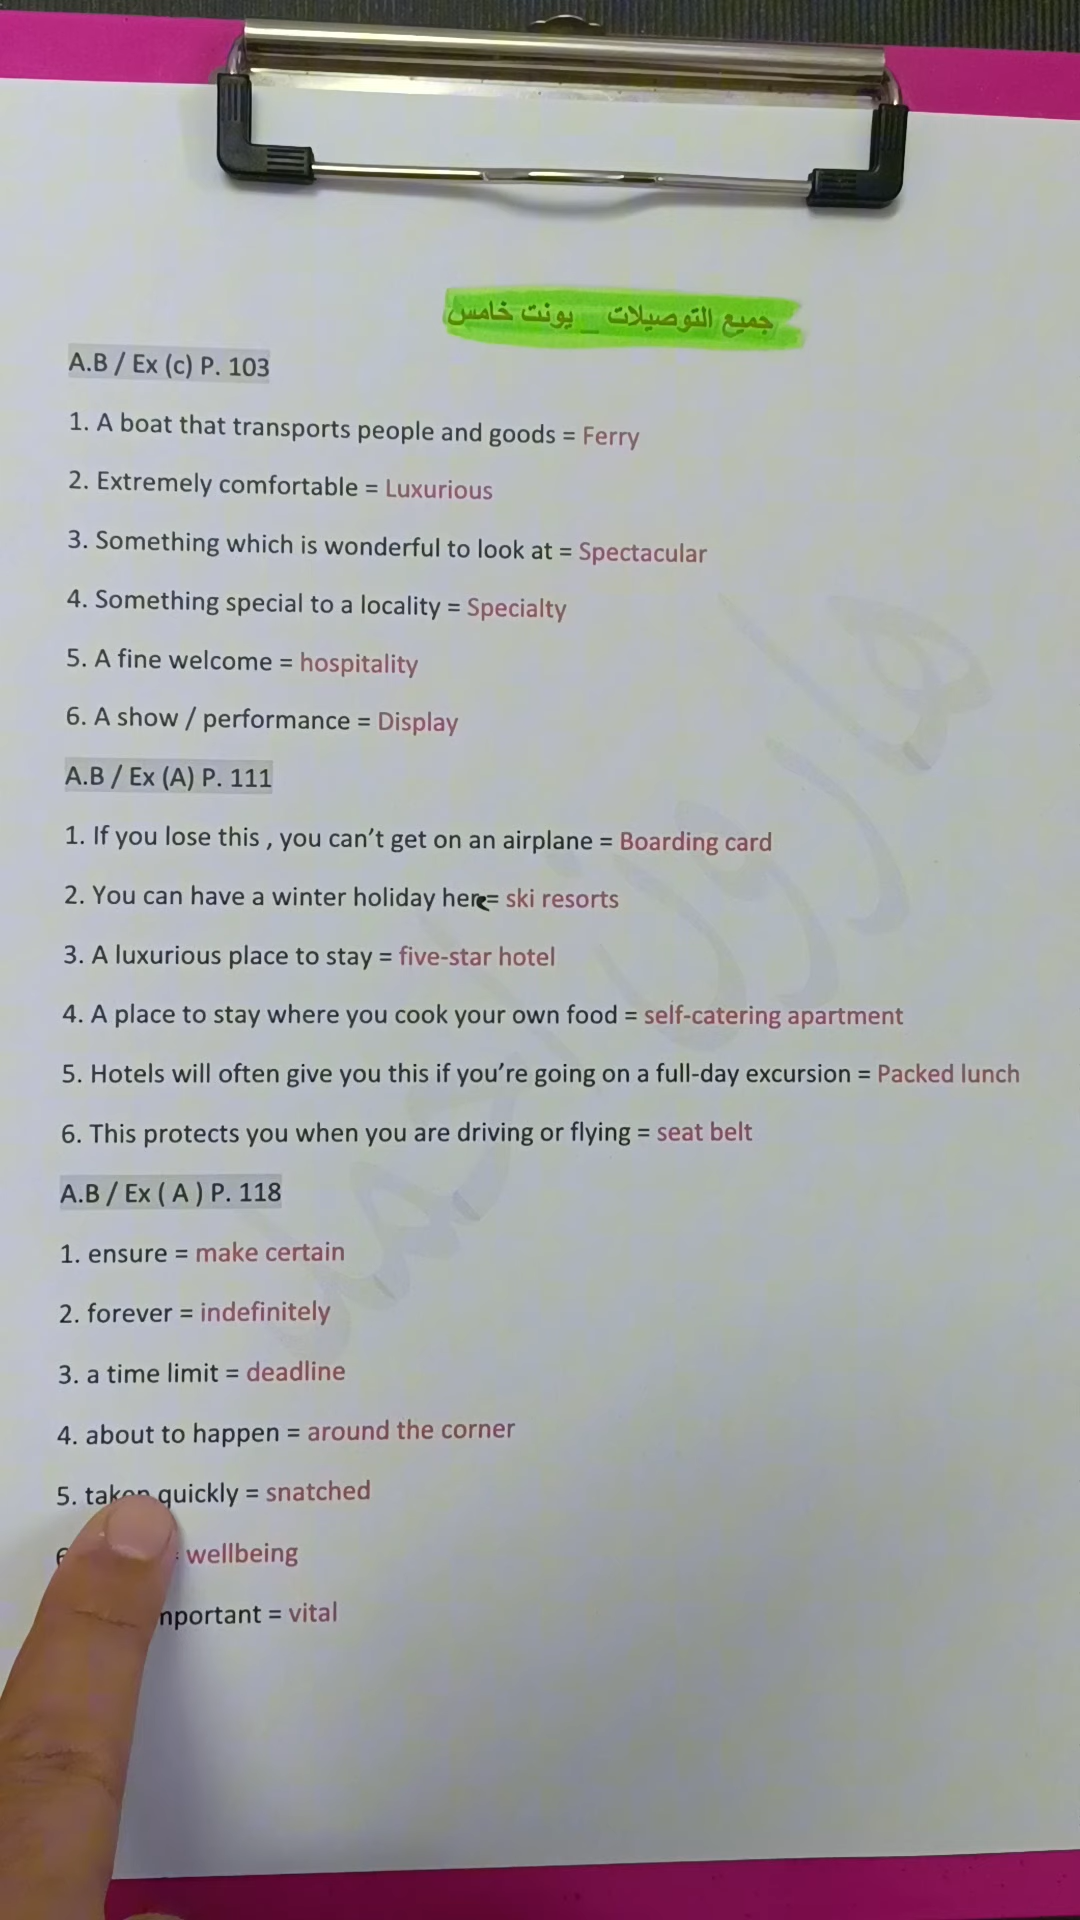 جميع التوصيلات _ يونت خامس
A.B / Ex (c) P. 103
1. A boat that transports people and goods = Ferry
2. Extremely comfortable = Luxurious
3. Something which is wonderful to look at = Spectacular
4. Something special to a locality = Specialty
5. A fine welcome = hospitality
6. A show / performance = Display
A.B / Ex (A) P. 111
1. If you lose this , you can't get on an airplane = Boarding card
2. You can have a winter holiday here= ski resorts
3. A luxurious place to stay = five-star hotel
4. A place to stay where you cook your own food = self-catering apartment
5. Hotels will often give you this if you're going on a full-day excursion = Packed lunch
6. This protects you when you are driving or flying = seat belt
A.B / Ex ( A ) P. 118
1. ensure = make certain
2. forever = indefinitely
3. a time limit = deadline
4. about to happen = around the corner
5. taken quickly = snatched
= wellbeing
= vital